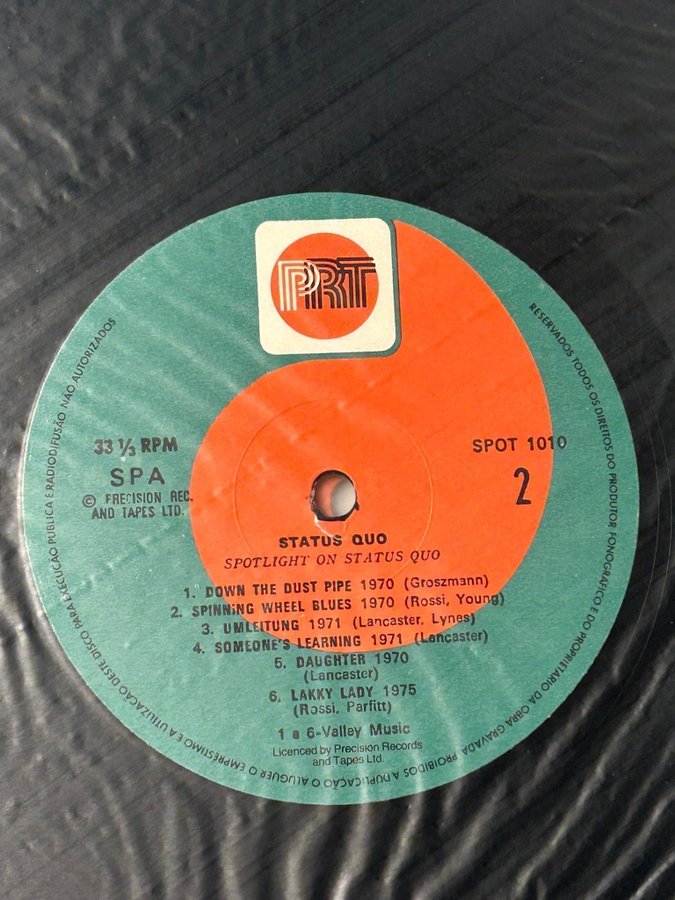 PRT
33 ⅓ RPM
SPA
© PRECISION REC.
AND TAPES LTD.
SPOT 1010
2
STATUS QUO
SPOTLIGHT ON STATUS QUO
1. DOWN THE DUST PIPE 1970 (Groszmann)
2. SPINNING WHEEL BLUES 1970 (Rossi, Young)
3. UMLEITUNG 1971 (Lancaster, Lynes)
4. SOMEONE'S LEARNING 1971 (Lancaster)
5. DAUGHTER 1970
(Lancaster)
6. LAKKY LADY 1975
(Rossi, Parfitt)
1 a 6-Valley Music
Licenced by Precision Records
and Tapes Ltd.
RESERVADOS TODOS OS DIREITOS DO PRODUTOR FONOGRÁFICO E DO PROPRIETÁRIO DA OBRA GRAVADA PROIBIDOS A DUPLICAÇÃO O ALUGUER O EMPRÉSTIMO E A UTILIZAÇÃO DESTE DISCO PARA EXECUÇÃO PÚBLICA E RADIODIFUSÃO NÃO AUTORIZADOS